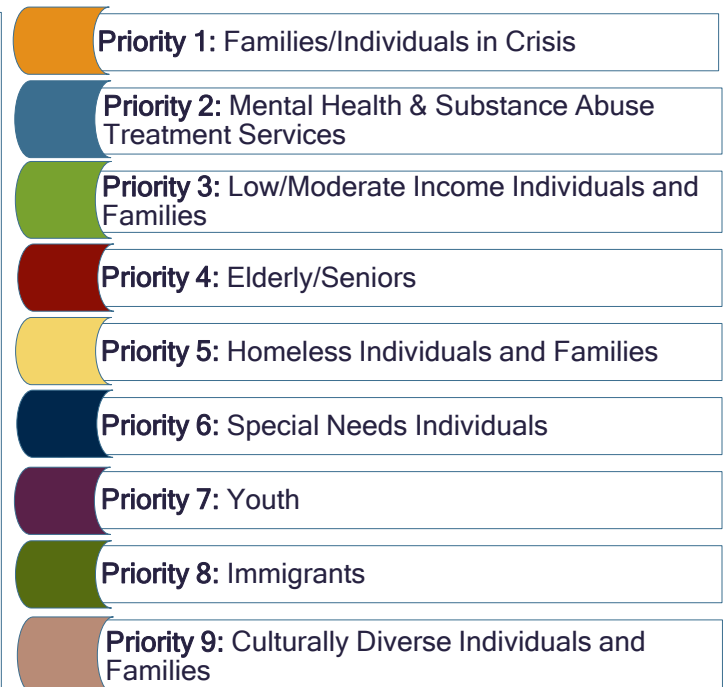 Priority 1: Families/Individuals in Crisis
Priority 2: Mental Health & Substance Abuse
Treatment Services
Priority 3: Low/Moderate Income Individuals and
Families
Priority 4: Elderly/Seniors
Priority 5: Homeless Individuals and Families
Priority 6: Special Needs Individuals
Priority 7: Youth
Priority 8: Immigrants
Priority 9: Culturally Diverse Individuals and
Families